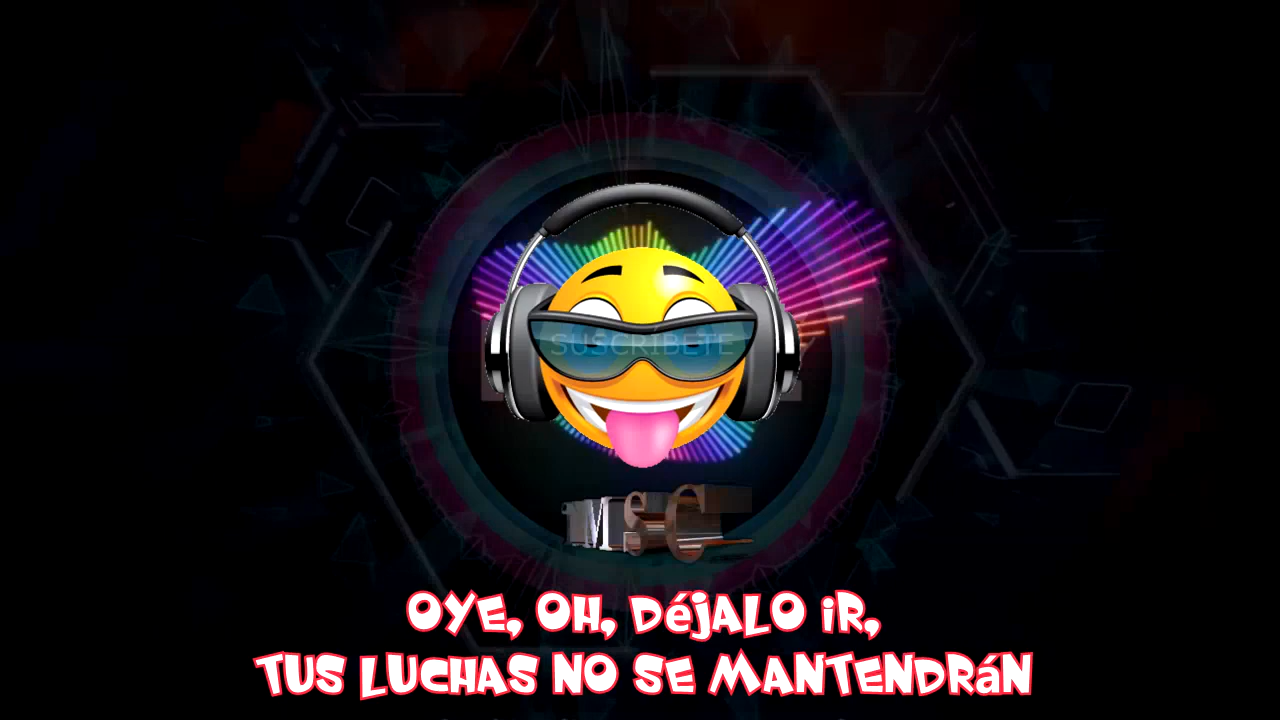 SUSCRIBETE
OYE, OH, DéJALO iR,
TUS LUCHAS NO SE MANTENDRáN